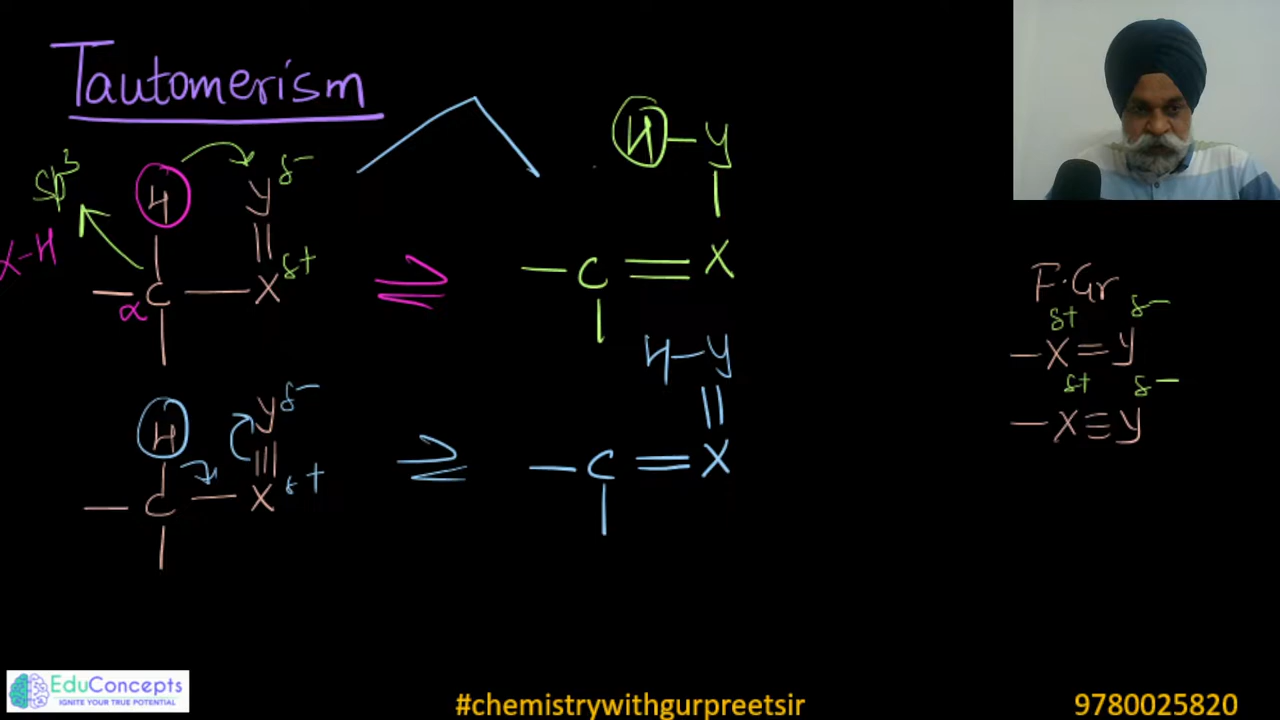 Tautomerism
sp³
H
Y δ-
α-H
- C - X δ+
α
⇌
H - Y
- C = X
H
Y δ-
- C - X δ+
⇌
H - Y
- C = X
F. Gr
δ+ δ-
- X = Y
δ+ δ-
- X ≡ Y
EduConcepts
IGNITE YOUR TRUE POTENTIAL
#chemistrywithgurpreetsir
9780025820